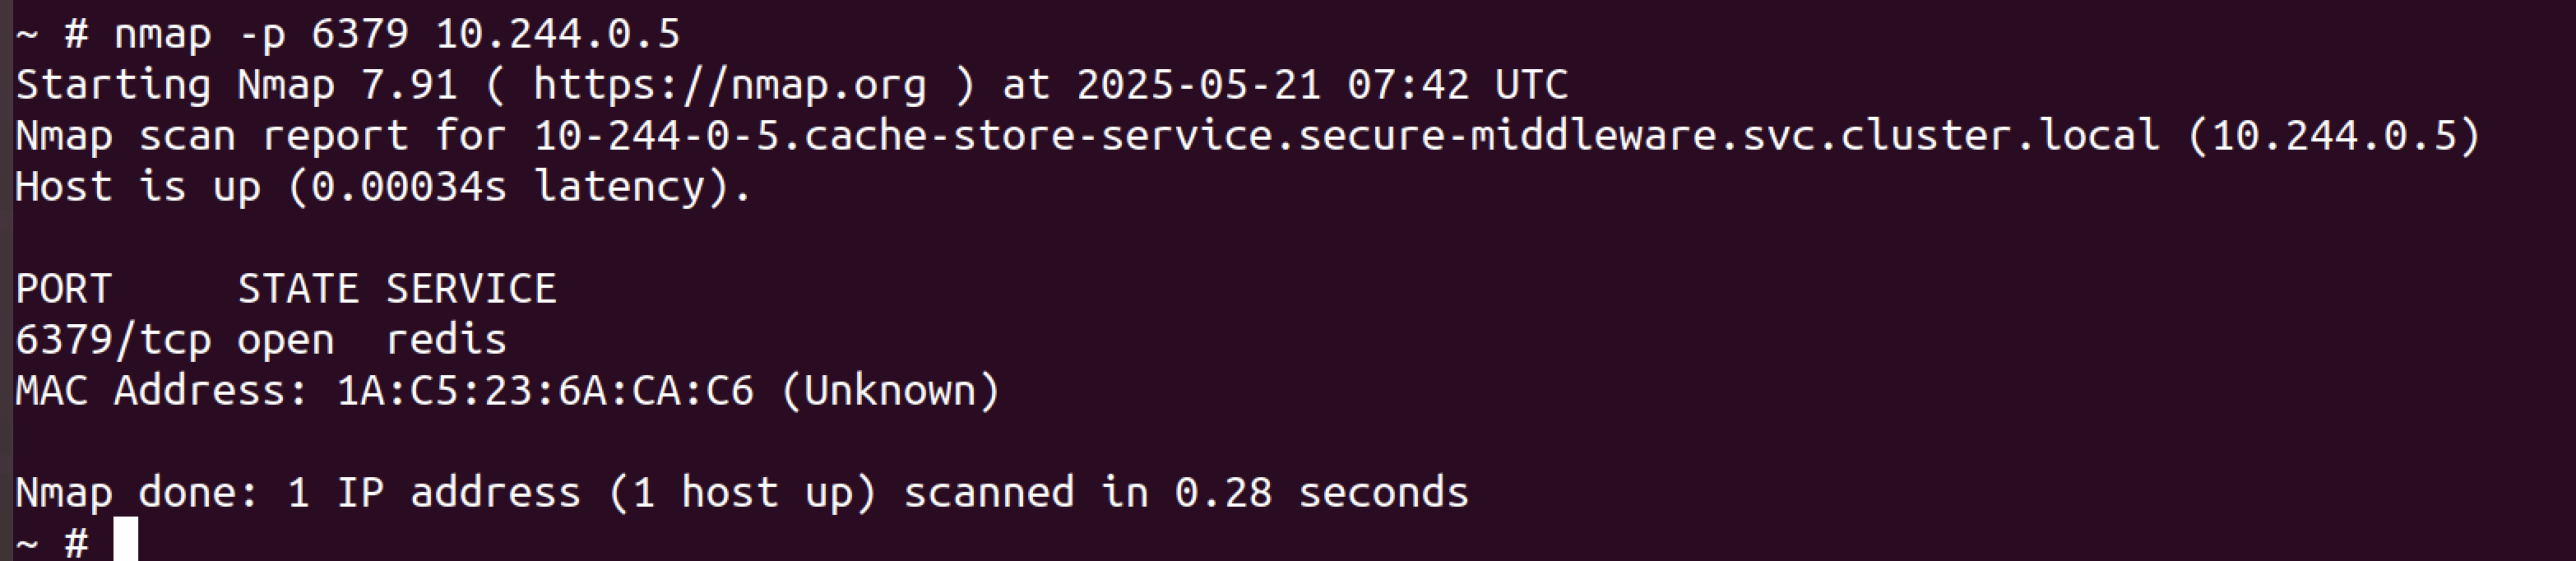 ~ # nmap -p 6379 10.244.0.5
Starting Nmap 7.91 ( https://nmap.org ) at 2025-05-21 07:42 UTC
Nmap scan report for 10-244-0-5.cache-store-service.secure-middleware.svc.cluster.local (10.244.0.5)
Host is up (0.00034s latency).
PORT     STATE SERVICE
6379/tcp open  redis
MAC Address: 1A:C5:23:6A:CA:C6 (Unknown)
Nmap done: 1 IP address (1 host up) scanned in 0.28 seconds
~ #